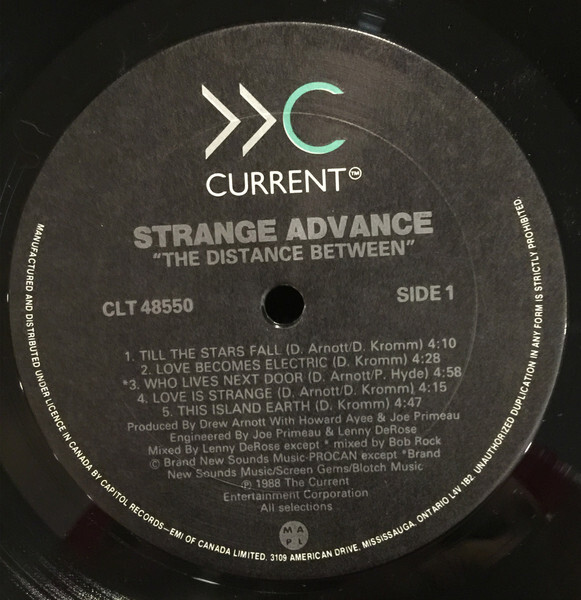 >>C
CURRENT™
STRANGE ADVANCE
"THE DISTANCE BETWEEN"
CLT 48550
SIDE 1
1. TILL THE STARS FALL (D. Arnott/D. Kromm) 4:10
2. LOVE BECOMES ELECTRIC (D. Kromm) 4:28
*3. WHO LIVES NEXT DOOR (D. Arnott/P. Hyde) 4:58
4. LOVE IS STRANGE (D. Arnott/D. Kromm) 4:15
5. THIS ISLAND EARTH (D. Kromm) 4:47
Produced By Drew Arnott With Howard Ayee & Joe Primeau
Engineered By Joe Primeau & Lenny DeRose
Mixed By Lenny DeRose except * mixed by Bob Rock
© Brand New Sounds Music-PROCAN except *Brand
New Sounds Music/Screen Gems/Blotch Music
℗ 1988 The Current
Entertainment Corporation
All selections
M A P L
MANUFACTURED AND DISTRIBUTED UNDER LICENCE IN CANADA BY CAPITOL RECORDS–EMI OF CANADA LIMITED. 3109 AMERICAN DRIVE, MISSISSAUGA, ONTARIO L4V 1B2. UNAUTHORIZED DUPLICATION IN ANY FORM IS STRICTLY PROHIBITED.